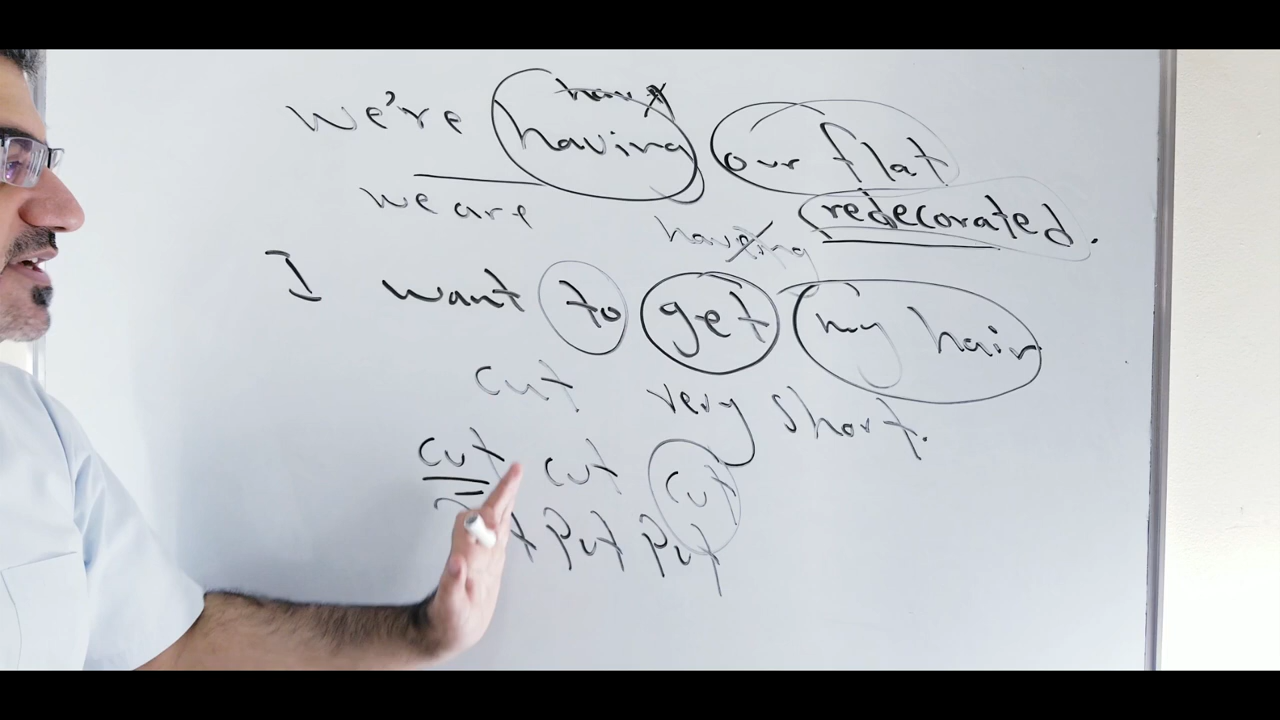 We're having our flat
we are redecorated.
I want to get my hair
cut very short.
cut cut cut
put put